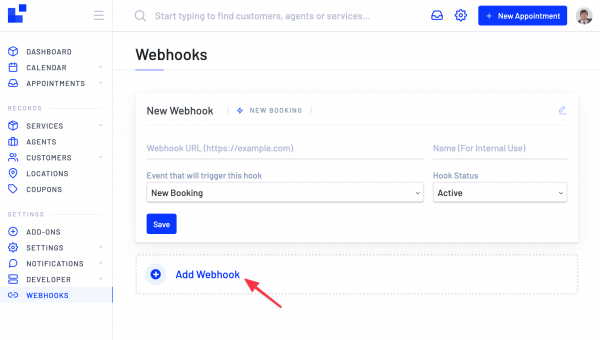 Start typing to find customers, agents or services...
+ New Appointment
DASHBOARD
CALENDAR
APPOINTMENTS
RECORDS
SERVICES
AGENTS
CUSTOMERS
LOCATIONS
COUPONS
SETTINGS
ADD-ONS
SETTINGS
NOTIFICATIONS
DEVELOPER
WEBHOOKS
Webhooks
New Webhook
NEW BOOKING
Webhook URL (https://example.com)
Name (For Internal Use)
Event that will trigger this hook
Hook Status
New Booking
Active
Save
Add Webhook